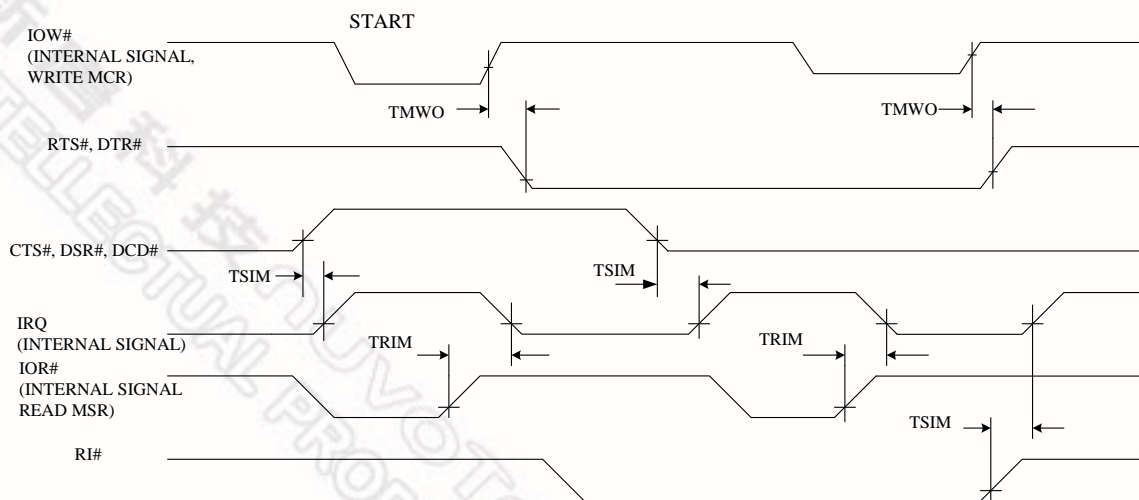 START
IOW#
(INTERNAL SIGNAL,
WRITE MCR)
TMWO
TMWO
RTS#, DTR#
CTS#, DSR#, DCD#
TSIM
TSIM
IRQ
(INTERNAL SIGNAL)
TRIM
TRIM
IOR#
(INTERNAL SIGNAL
READ MSR)
TSIM
RI#